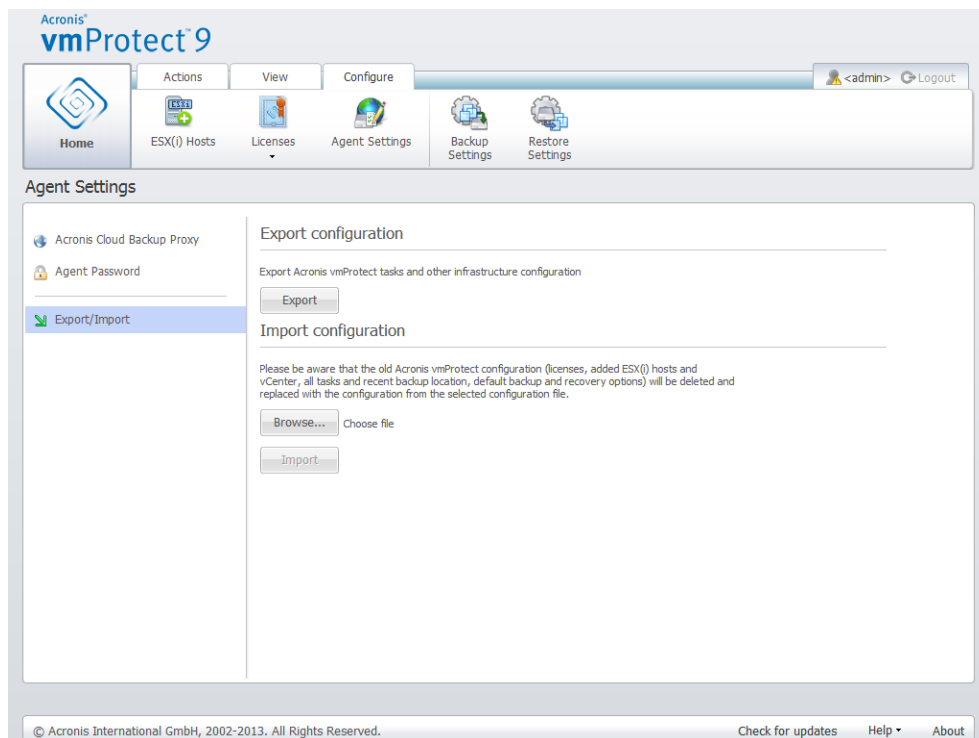 Acronis®
vmProtect™ 9
Actions
View
Configure
<admin>
Logout
Home
ESX(i) Hosts
Licenses
Agent Settings
Backup
Settings
Restore
Settings
Agent Settings
Acronis Cloud Backup Proxy
Agent Password
Export/Import
Export configuration
Export Acronis vmProtect tasks and other infrastructure configuration
Export
Import configuration
Please be aware that the old Acronis vmProtect configuration (licenses, added ESX(i) hosts and
vCenter, all tasks and recent backup location, default backup and recovery options) will be deleted and
replaced with the configuration from the selected configuration file.
Browse... Choose file
Import
© Acronis International GmbH, 2002-2013. All Rights Reserved.
Check for updates
Help
About